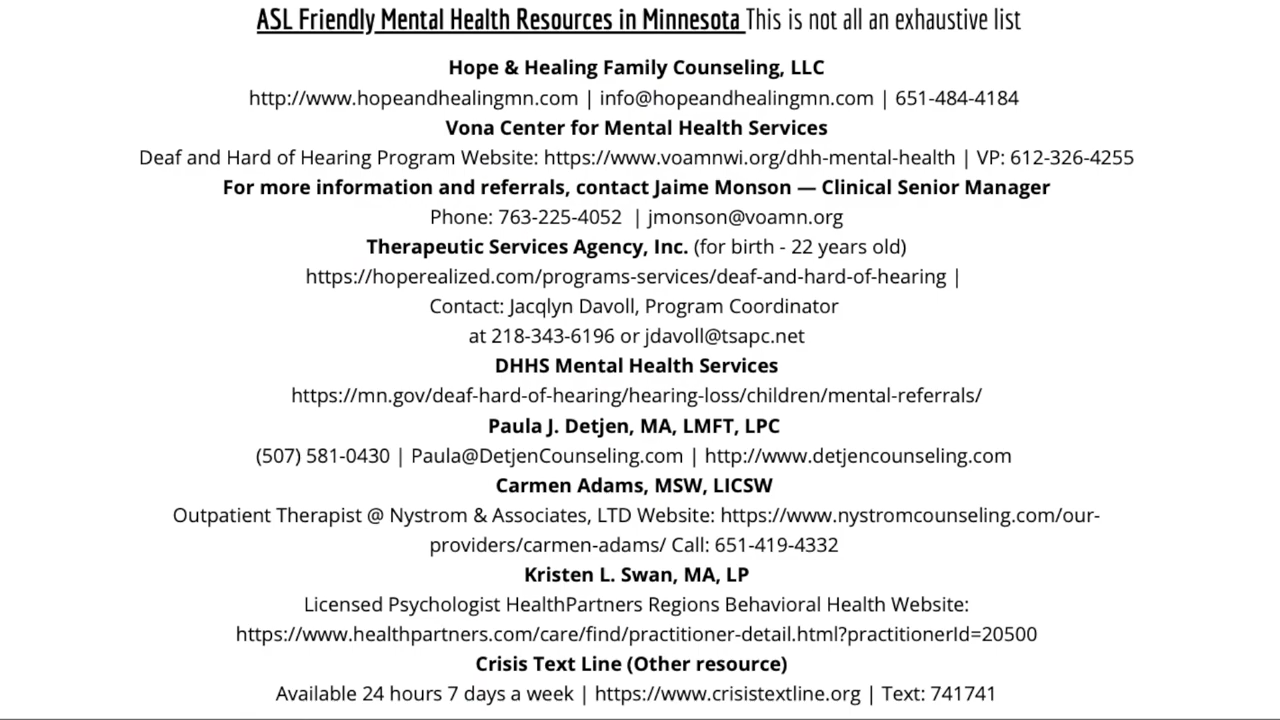 ASL Friendly Mental Health Resources in Minnesota This is not all an exhaustive list
Hope & Healing Family Counseling, LLC
http://www.hopeandhealingmn.com | info@hopeandhealingmn.com | 651-484-4184
Vona Center for Mental Health Services
Deaf and Hard of Hearing Program Website: https://www.voamnwi.org/dhh-mental-health | VP: 612-326-4255
For more information and referrals, contact Jaime Monson — Clinical Senior Manager
Phone: 763-225-4052 | jmonson@voamn.org
Therapeutic Services Agency, Inc. (for birth - 22 years old)
https://hoperealized.com/programs-services/deaf-and-hard-of-hearing |
Contact: Jacqlyn Davoll, Program Coordinator
at 218-343-6196 or jdavoll@tsapc.net
DHHS Mental Health Services
https://mn.gov/deaf-hard-of-hearing/hearing-loss/children/mental-referrals/
Paula J. Detjen, MA, LMFT, LPC
(507) 581-0430 | Paula@DetjenCounseling.com | http://www.detjencounseling.com
Carmen Adams, MSW, LICSW
Outpatient Therapist @ Nystrom & Associates, LTD Website: https://www.nystromcounseling.com/our-
providers/carmen-adams/ Call: 651-419-4332
Kristen L. Swan, MA, LP
Licensed Psychologist HealthPartners Regions Behavioral Health Website:
https://www.healthpartners.com/care/find/practitioner-detail.html?practitionerId=20500
Crisis Text Line (Other resource)
Available 24 hours 7 days a week | https://www.crisistextline.org | Text: 741741